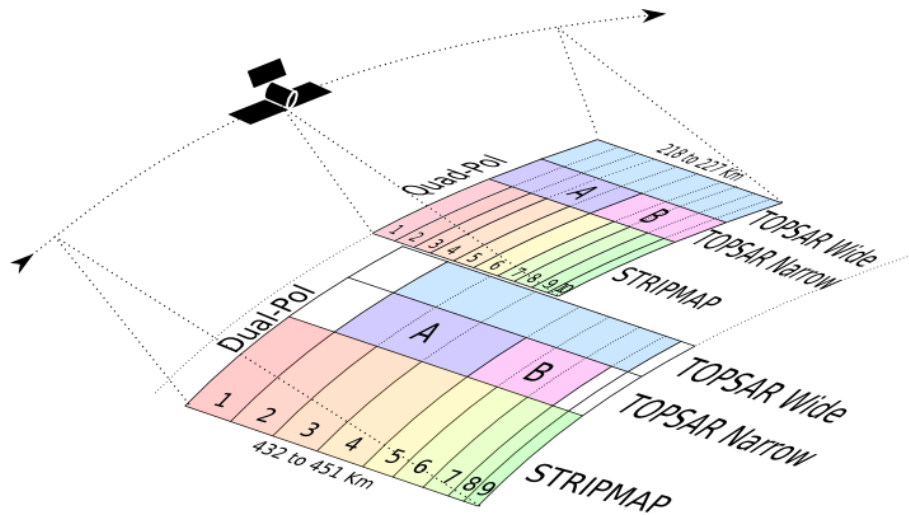 218 to 227 Km
Quad-Pol
A
B
TOPSAR Wide
TOPSAR Narrow
STRIPMAP
1 2 3 4 5 6 7 8 9 10
Dual-Pol
A
B
TOPSAR Wide
TOPSAR Narrow
STRIPMAP
1 2 3 4 5 6 7 8 9
432 to 451 Km